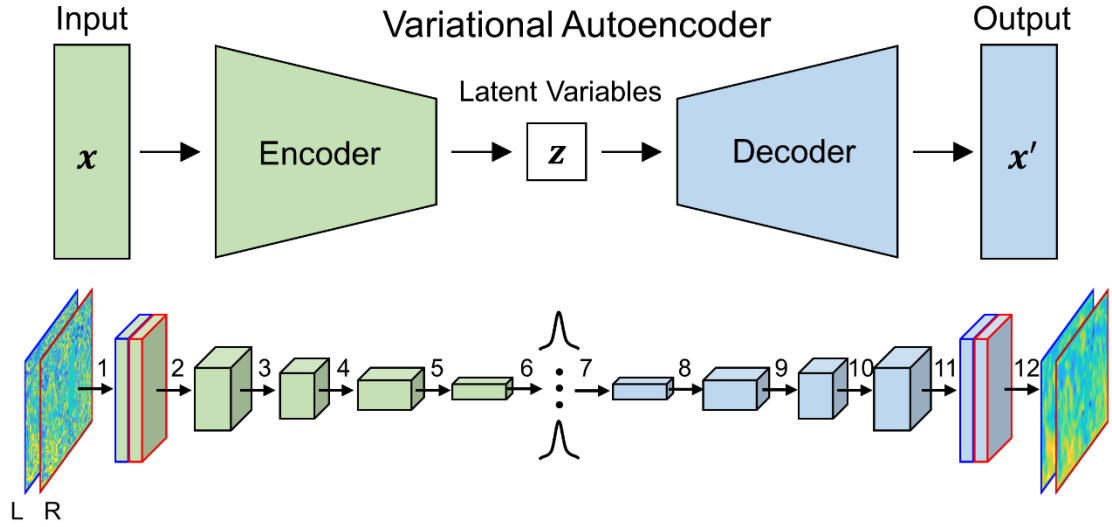 Input
Variational Autoencoder
Output
Latent Variables
x
Encoder
z
Decoder
x′
1 2 3 4 5 6 7 8 9 10 11 12
L R